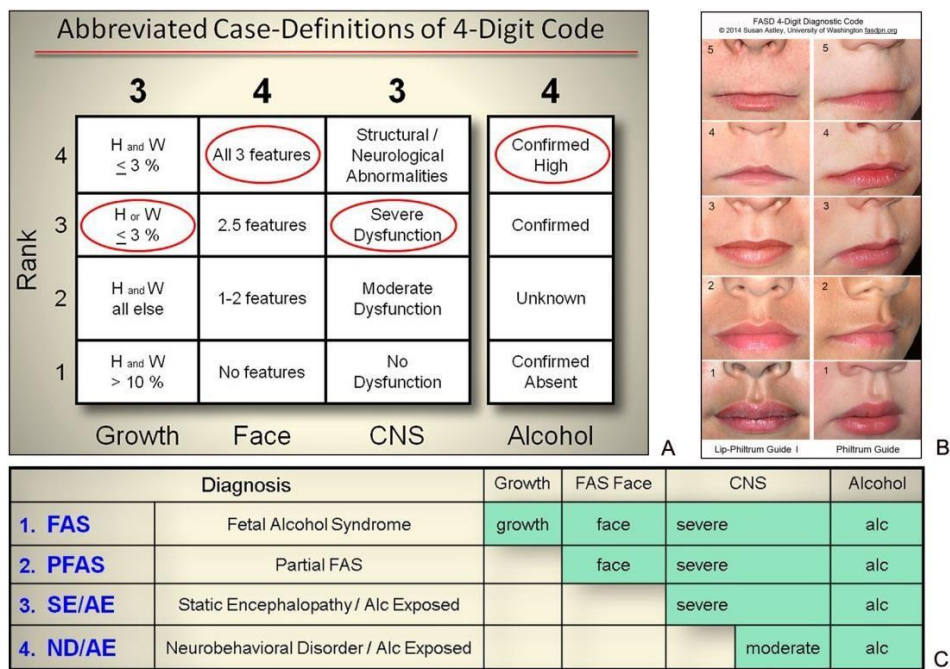 Abbreviated Case-Definitions of 4-Digit Code
3 4 3 4
Rank
4
H and W
≤ 3 %
All 3 features
Structural /
Neurological
Abnormalities
Confirmed
High
3
H or W
≤ 3 %
2.5 features
Severe
Dysfunction
Confirmed
2
H and W
all else
1-2 features
Moderate
Dysfunction
Unknown
1
H and W
> 10 %
No features
No
Dysfunction
Confirmed
Absent
Growth Face CNS Alcohol
A
FASD 4-Digit Diagnostic Code
© 2014 Susan Astley, University of Washington fasdpn.org
5 5
4 4
3 3
2 2
1 1
Lip-Philtrum Guide I Philtrum Guide
B
Diagnosis Growth FAS Face CNS Alcohol
1. FAS Fetal Alcohol Syndrome growth face severe alc
2. PFAS Partial FAS face severe alc
3. SE/AE Static Encephalopathy / Alc Exposed severe alc
4. ND/AE Neurobehavioral Disorder / Alc Exposed moderate alc
C